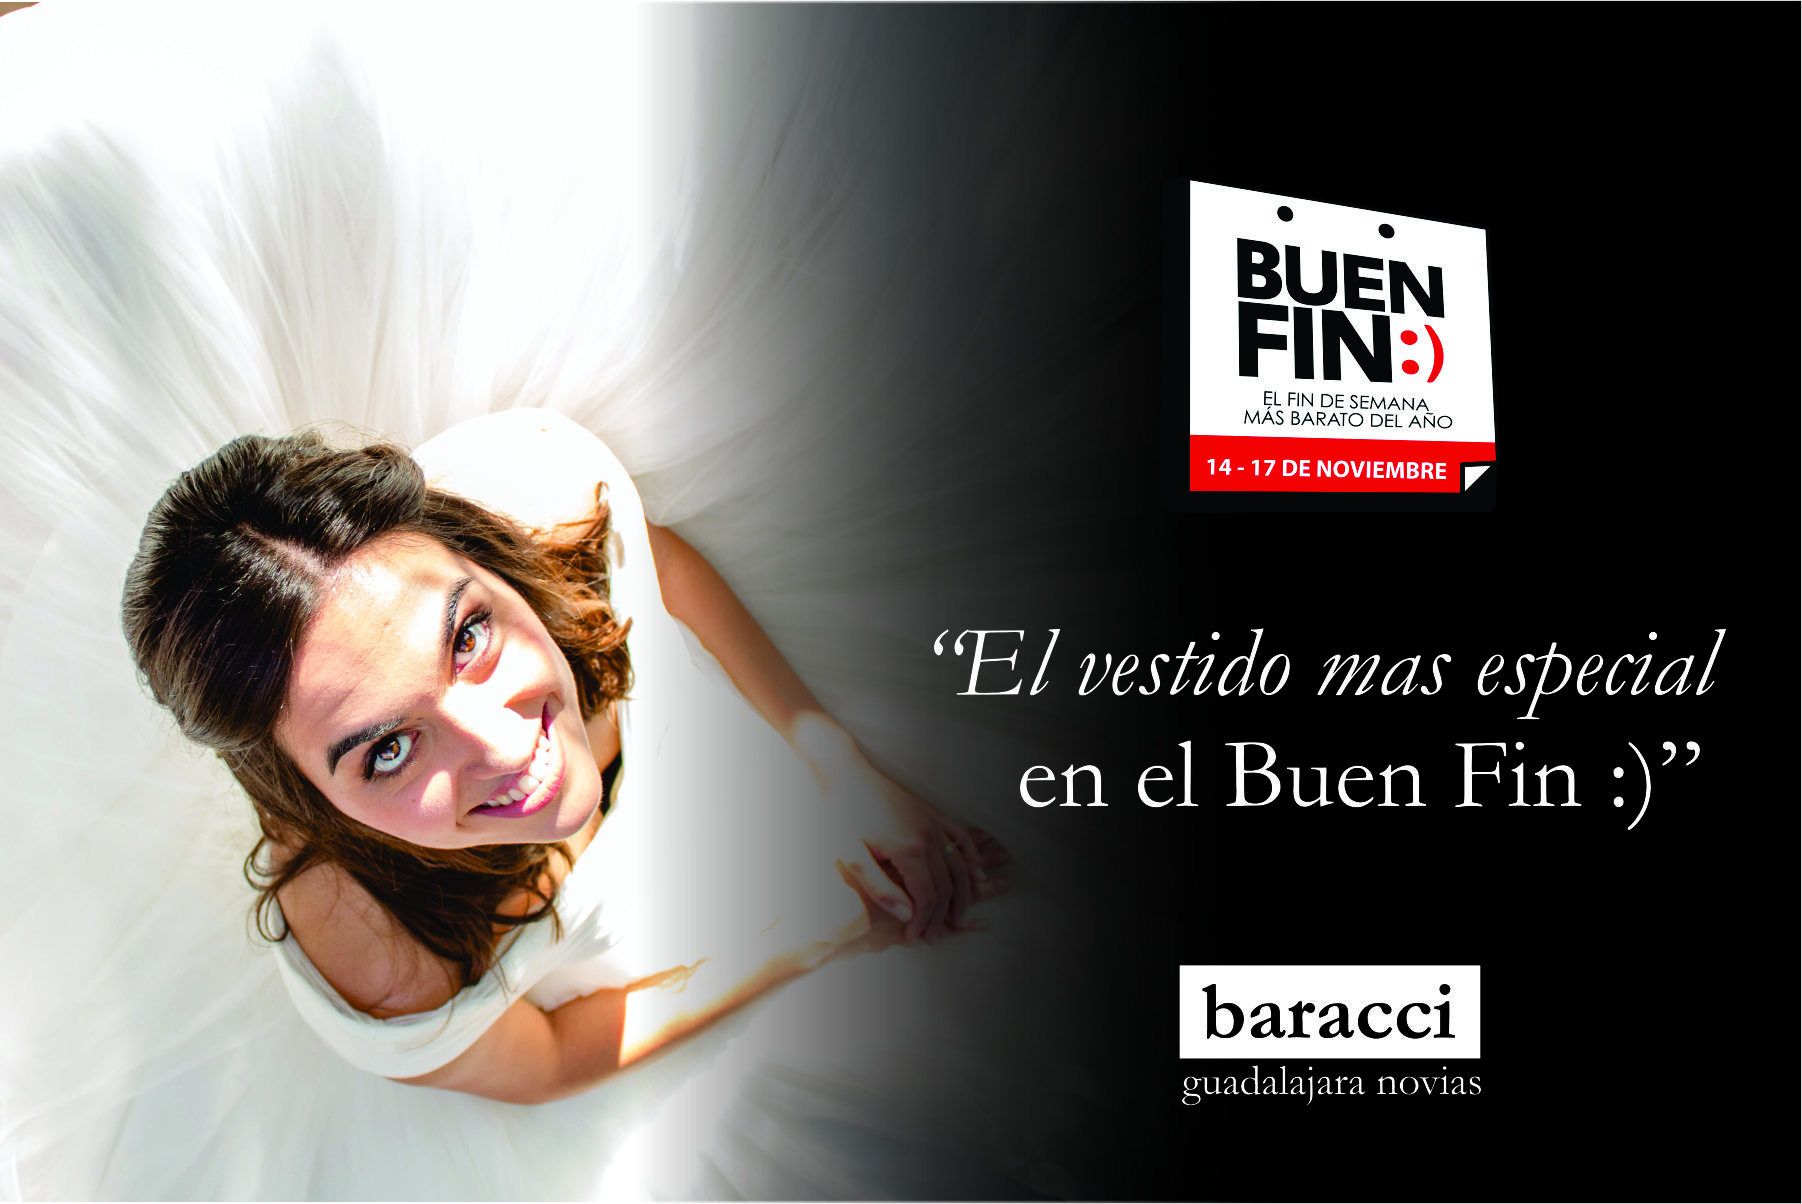 BUEN
FIN:)
EL FIN DE SEMANA
MÁS BARATO DEL AÑO
14 - 17 DE NOVIEMBRE
“El vestido mas especial
en el Buen Fin :)”
baracci
guadalajara novias